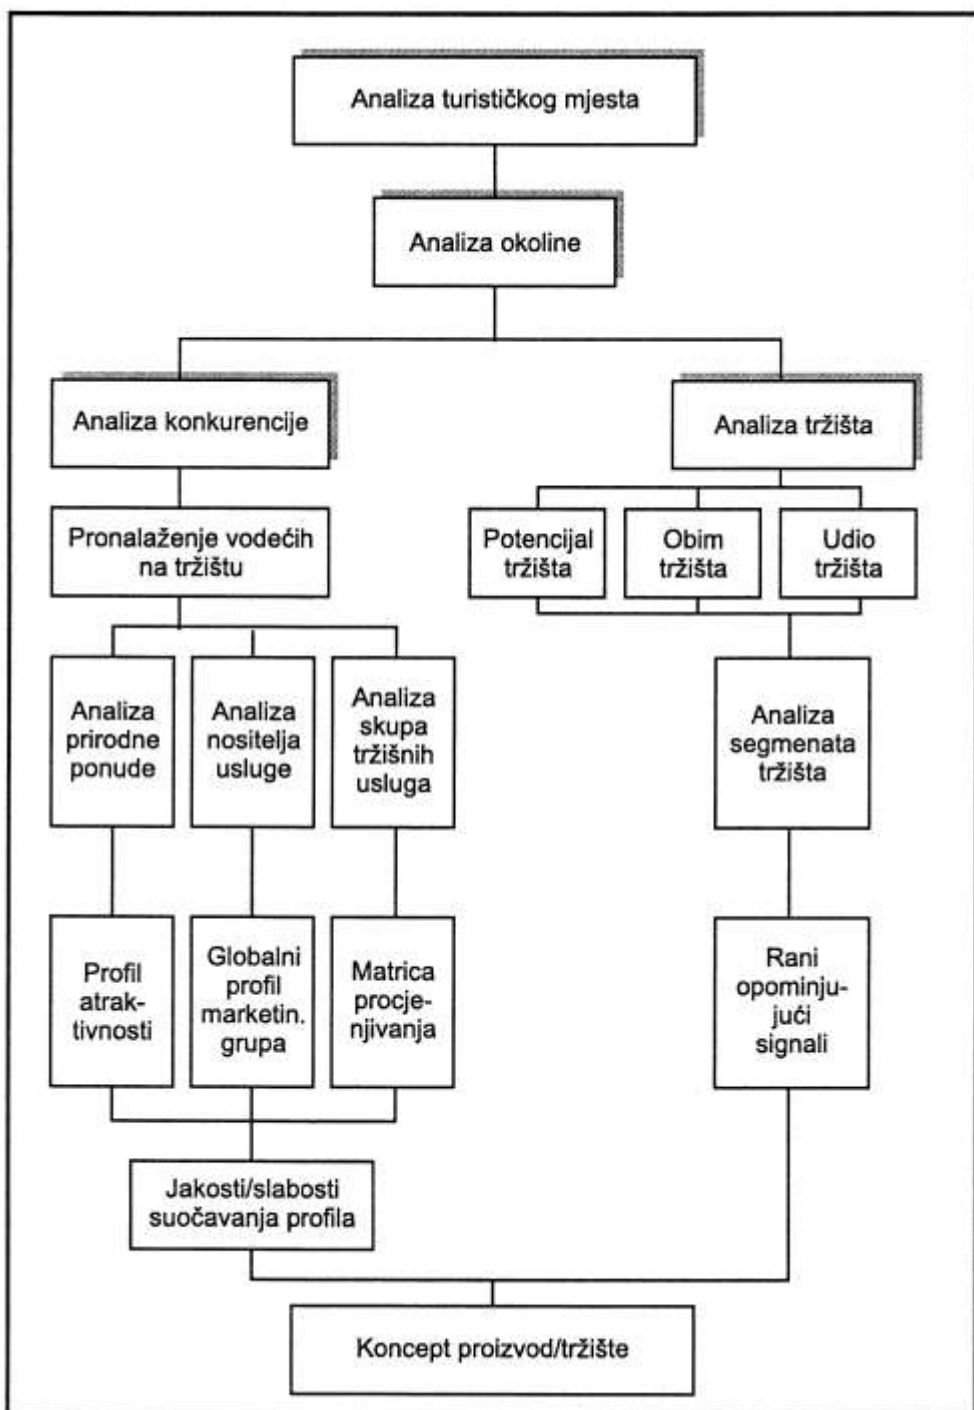 Analiza turističkog mjesta
Analiza okoline
Analiza konkurencije
Analiza tržišta
Pronalaženje vodećih
na tržištu
Potencijal
tržišta
Obim
tržišta
Udio
tržišta
Analiza
prirodne
ponude
Analiza
nositelja
usluge
Analiza
skupa
tržišnih
usluga
Analiza
segmenata
tržišta
Profil
atrak-
tivnosti
Globalni
profil
marketin.
grupa
Matrica
procje-
njivanja
Rani
opominju-
jući
signali
Jakosti/slabosti
suočavanja profila
Koncept proizvod/tržište